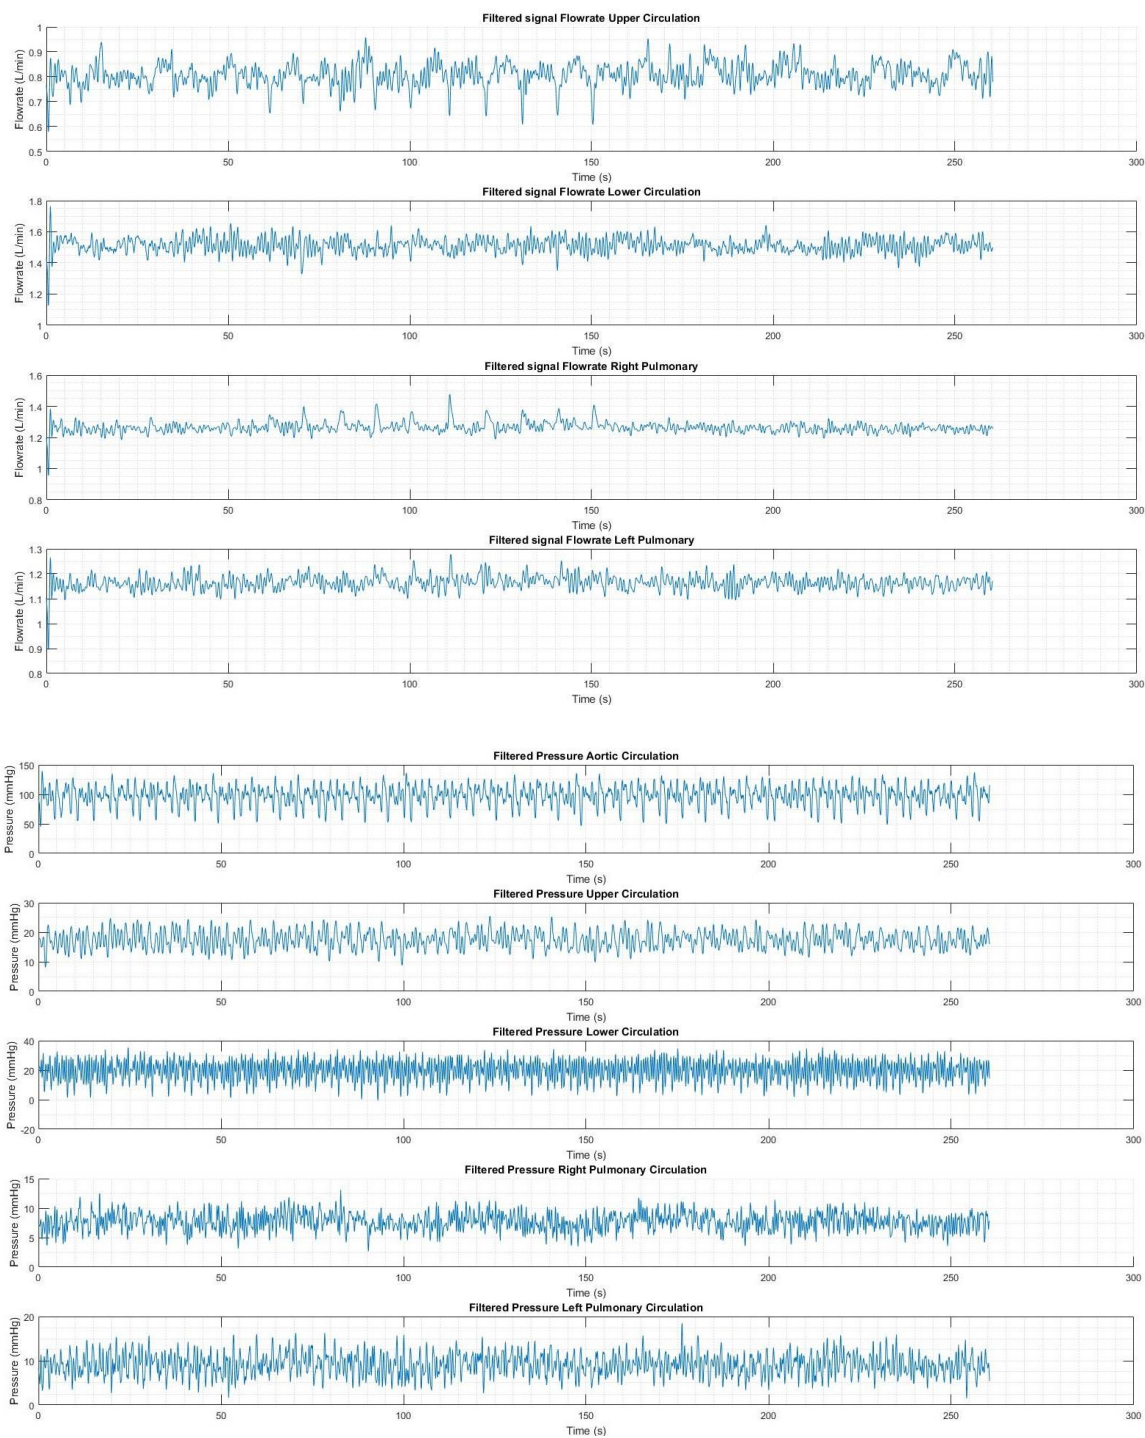 Filtered signal Flowrate Upper Circulation
Flowrate (L/min)
1
0.9
0.8
0.7
0.6
0.5
0 50 100 150 200 250 300
Time (s)
Filtered signal Flowrate Lower Circulation
Flowrate (L/min)
1.8
1.6
1.4
1.2
1
0 50 100 150 200 250 300
Time (s)
Filtered signal Flowrate Right Pulmonary
Flowrate (L/min)
1.6
1.4
1.2
1
0.8
0 50 100 150 200 250 300
Time (s)
Filtered signal Flowrate Left Pulmonary
Flowrate (L/min)
1.3
1.2
1.1
1
0.9
0.8
0 50 100 150 200 250 300
Time (s)
Filtered Pressure Aortic Circulation
Pressure (mmHg)
150
100
50
0
0 50 100 150 200 250 300
Time (s)
Filtered Pressure Upper Circulation
Pressure (mmHg)
30
20
10
0
0 50 100 150 200 250 300
Time (s)
Filtered Pressure Lower Circulation
Pressure (mmHg)
40
20
0
-20
0 50 100 150 200 250 300
Time (s)
Filtered Pressure Right Pulmonary Circulation
Pressure (mmHg)
15
10
5
0
0 50 100 150 200 250 300
Time (s)
Filtered Pressure Left Pulmonary Circulation
Pressure (mmHg)
20
10
0
0 50 100 150 200 250 300
Time (s)